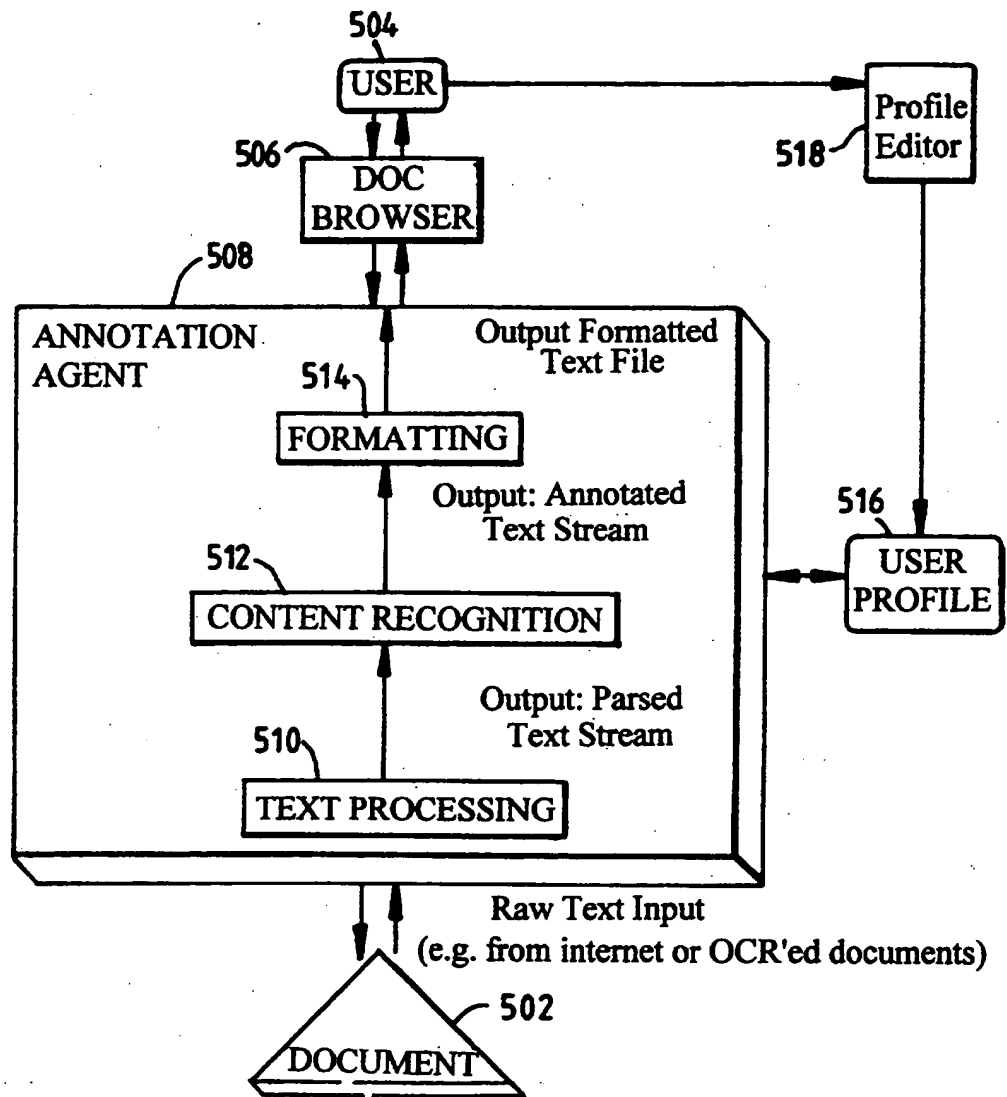 504
USER
506
DOC
BROWSER
518
Profile
Editor
508
ANNOTATION
AGENT
Output Formatted
Text File
514
FORMATTING
Output: Annotated
Text Stream
516
USER
PROFILE
512
CONTENT RECOGNITION
Output: Parsed
Text Stream
510
TEXT PROCESSING
Raw Text Input
(e.g. from internet or OCR'ed documents)
502
DOCUMENT